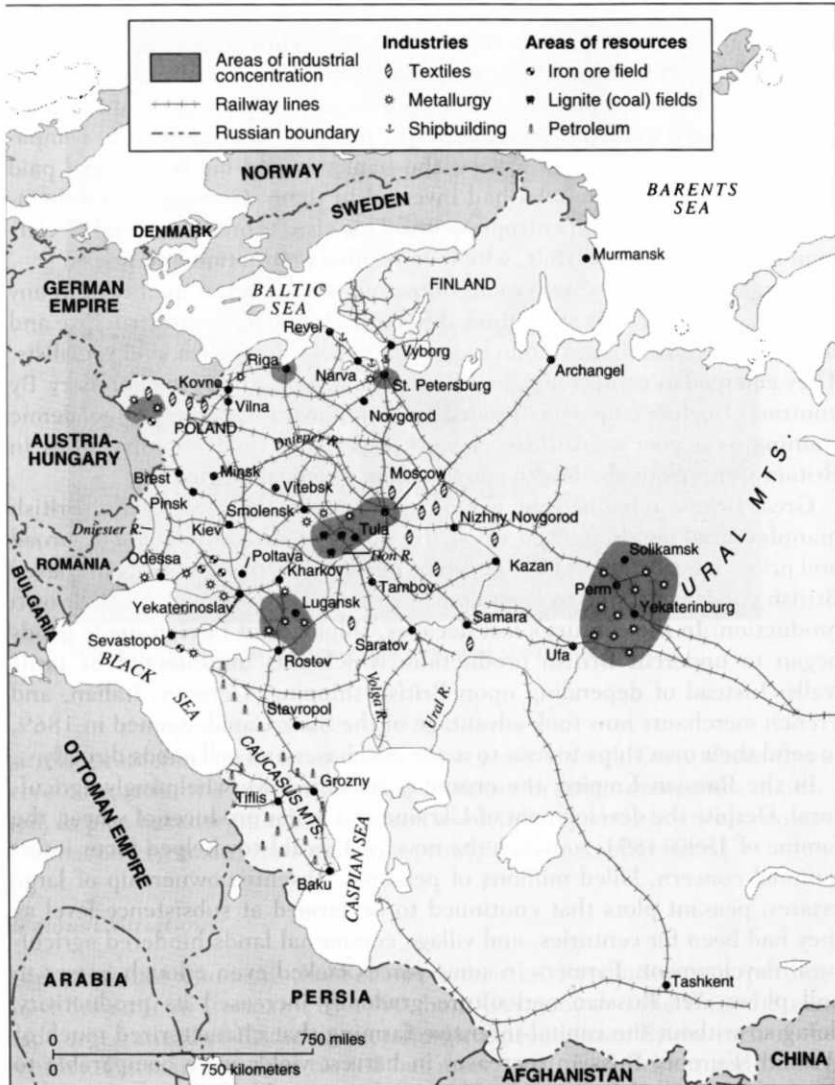 Areas of industrial
concentration
Railway lines
Russian boundary
Industries
Textiles
Metallurgy
Shipbuilding
Areas of resources
Iron ore field
Lignite (coal) fields
Petroleum
NORWAY
SWEDEN
BARENTS
SEA
DENMARK
Murmansk
GERMAN
EMPIRE
BALTIC
SEA
FINLAND
Revel
Vyborg
Archangel
Riga
Narva
St. Petersburg
Kovno
Vilna
Novgorod
POLAND
Dnieper R.
AUSTRIA-
HUNGARY
Minsk
Moscow
Brest
Vitebsk
Pinsk
Smolensk
Nizhny Novgorod
URAL MTS.
Dniester R.
Kiev
Tula
Solikamsk
ROMANIA
Odessa
Poltava
Don R.
Kazan
Perm
Kharkov
Tambov
Yekaterinburg
BULGARIA
Yekaterinoslav
Lugansk
Samara
Sevastopol
Saratov
Ufa
BLACK
SEA
Rostov
Volga R.
Ural R.
Stavropol
OTTOMAN EMPIRE
CAUCASUS MTS.
Grozny
Tiflis
CASPIAN SEA
Baku
ARABIA
PERSIA
Tashkent
0
750 miles
0
750 kilometers
AFGHANISTAN
CHINA